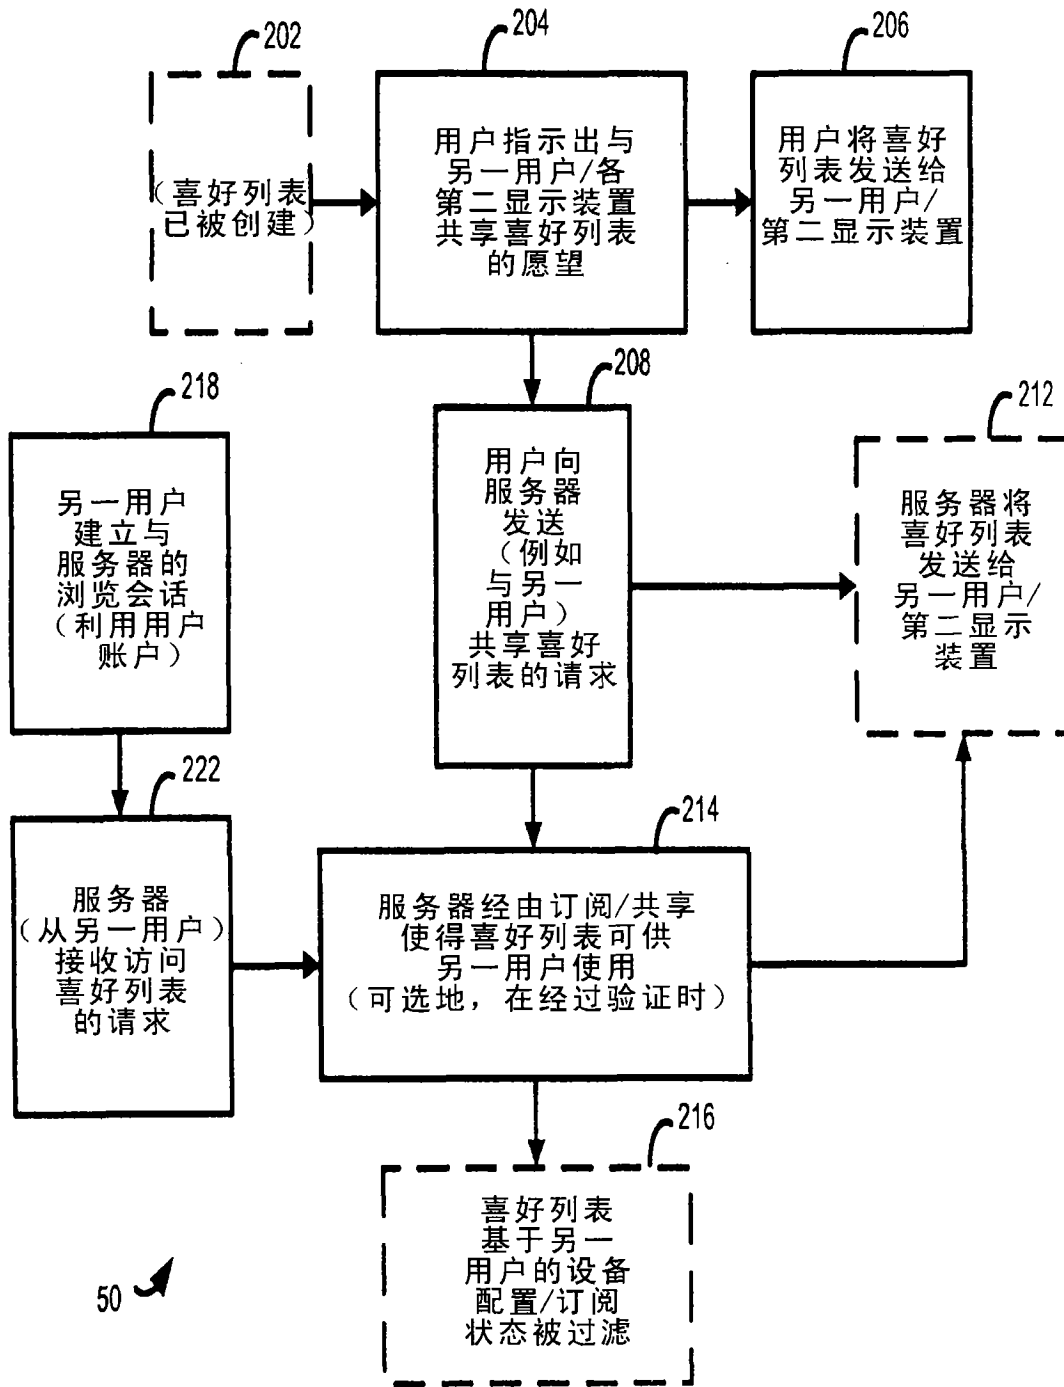 202
（喜好列表
已被创建）
204
用户指示出与
另一用户/各
第二显示装置
共享喜好列表
的愿望
206
用户将喜好
列表发送给
另一用户/
第二显示装置
218
另一用户
建立与
服务器的
浏览会话
（利用用户
账户）
208
用户向
服务器
发送
（例如
与另一
用户）
共享喜好
列表的请求
212
服务器将
喜好列表
发送给
另一用户/
第二显示
装置
222
服务器
（从另一用户）
接收访问
喜好列表
的请求
214
服务器经由订阅/共享
使得喜好列表可供
另一用户使用
（可选地，在经过验证时）
216
喜好列表
基于另一
用户的设备
配置/订阅
状态被过滤
50